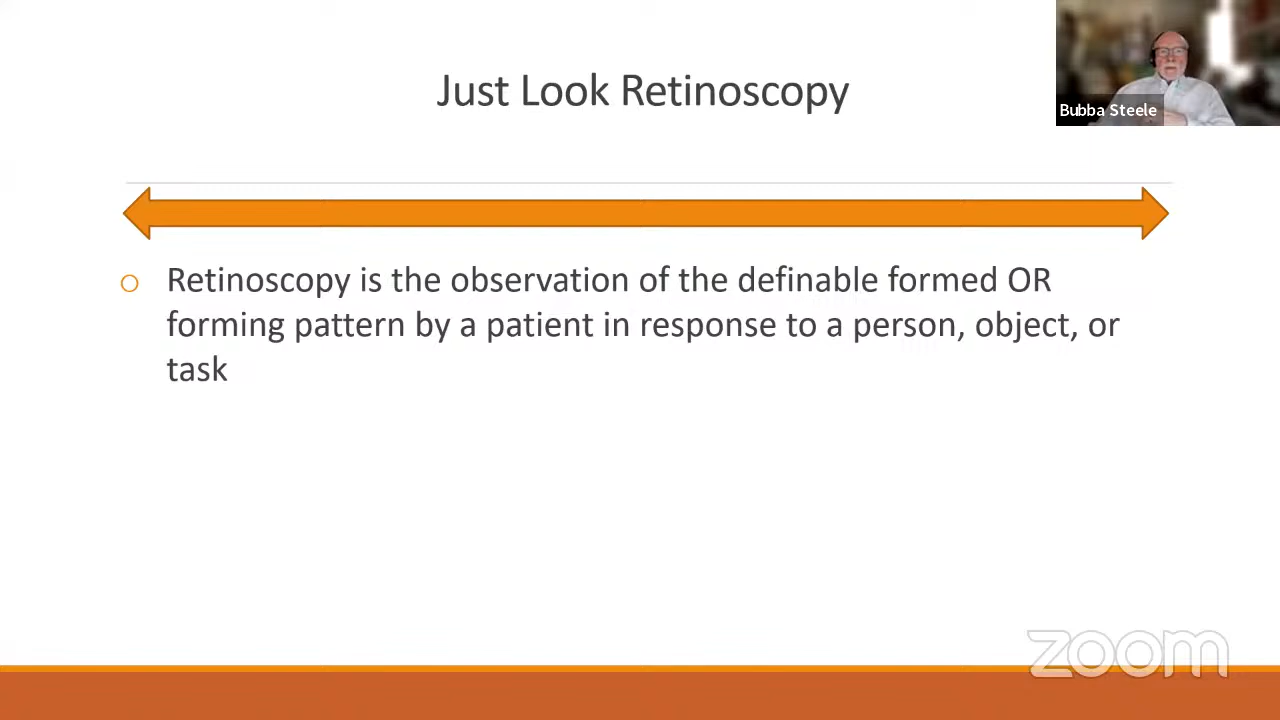 Just Look Retinoscopy
Bubba Steele
Retinoscopy is the observation of the definable formed OR
forming pattern by a patient in response to a person, object, or
task
zoom